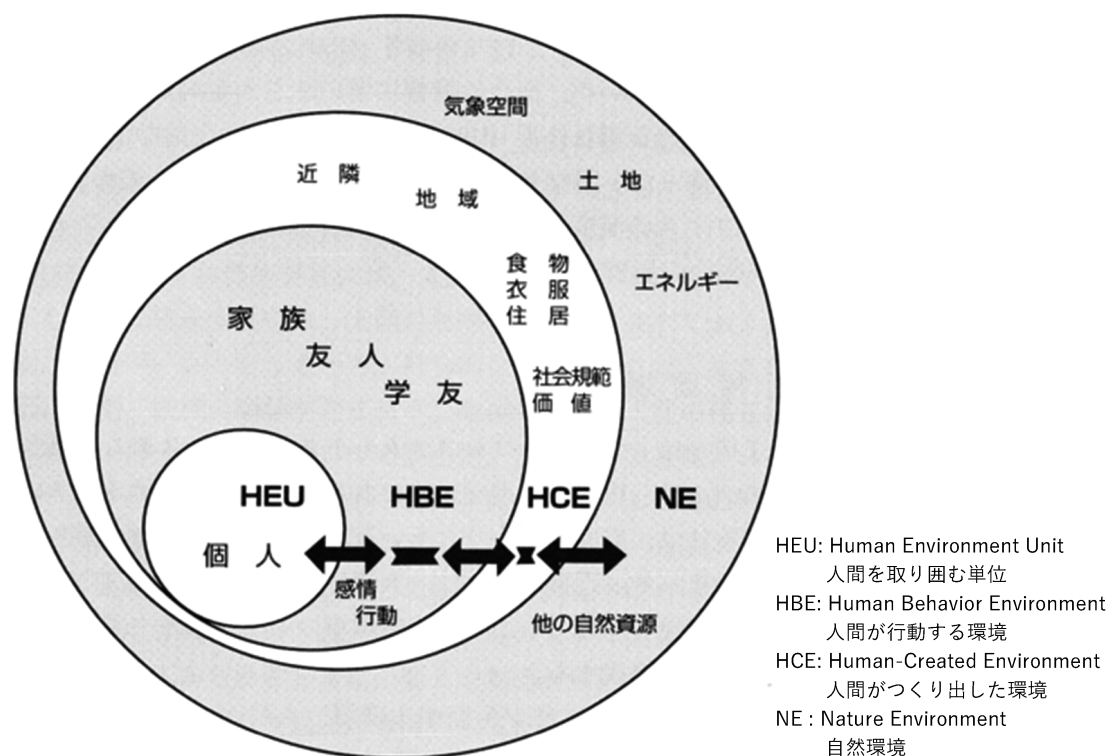 気象空間
近 隣
地 域
土 地
食 物
衣 服
住 居
エネルギー
家 族
友 人
学 友
社会規範
価 値
HEU
HBE
HCE
NE
個 人
感情
行動
他の自然資源
HEU: Human Environment Unit
人間を取り囲む単位
HBE: Human Behavior Environment
人間が行動する環境
HCE: Human-Created Environment
人間がつくり出した環境
NE : Nature Environment
自然環境